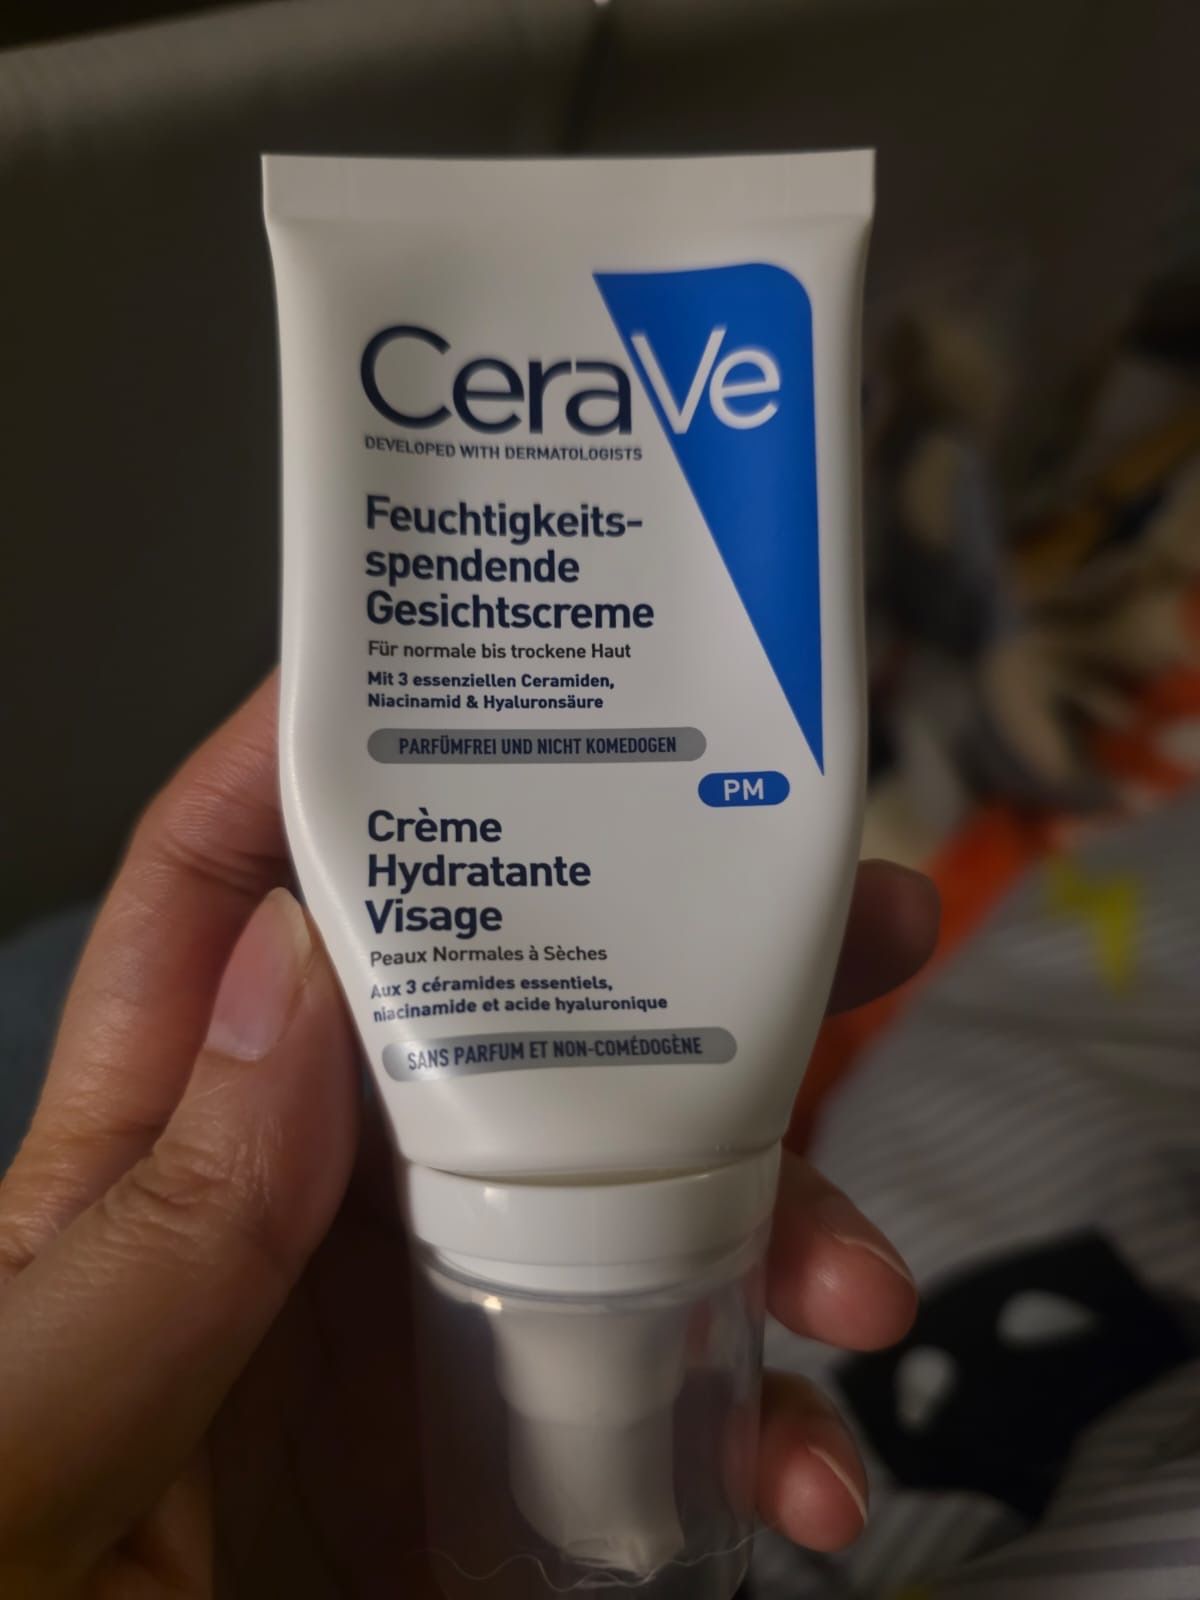 CeraVe
DEVELOPED WITH DERMATOLOGISTS
Feuchtigkeits-
spendende
Gesichtscreme
Für normale bis trockene Haut
Mit 3 essenziellen Ceramiden,
Niacinamid & Hyaluronsäure
PARFÜMFREI UND NICHT KOMEDOGEN
PM
Crème
Hydratante
Visage
Peaux Normales à Sèches
Aux 3 céramides essentiels,
niacinamide et acide hyaluronique
SANS PARFUM ET NON-COMÉDOGÈNE